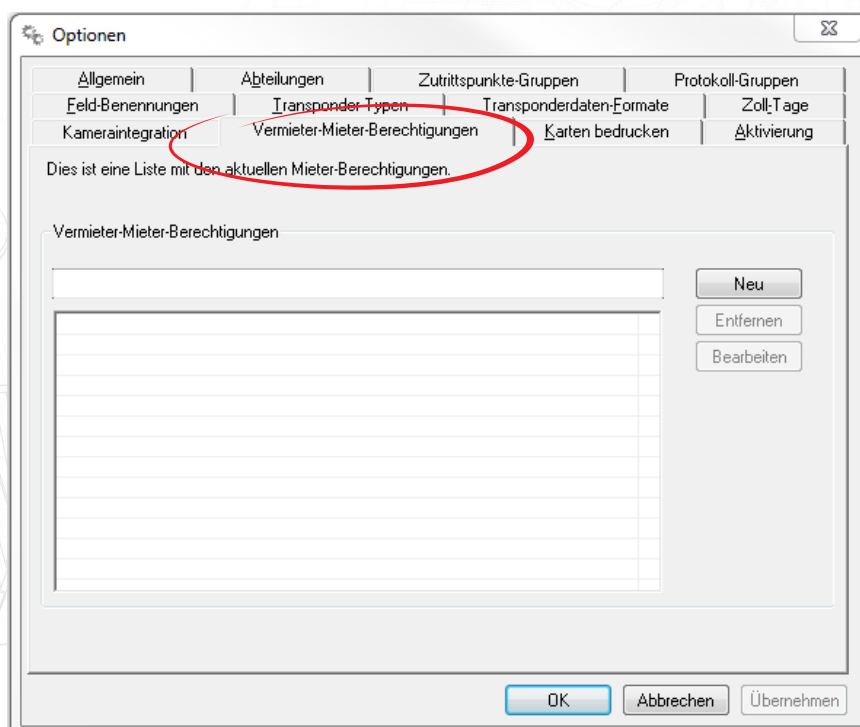 Optionen
Allgemein Abteilungen Zutrittspunkte-Gruppen Protokoll-Gruppen
Feld-Benennungen Transponder Typen Transponderdaten-Formate Zoll-Tage
Kameraintegration Vermieter-Mieter-Berechtigungen Karten bedrucken Aktivierung
Dies ist eine Liste mit den aktuellen Mieter-Berechtigungen.
Vermieter-Mieter-Berechtigungen
Neu
Entfernen
Bearbeiten
OK Abbrechen Übernehmen